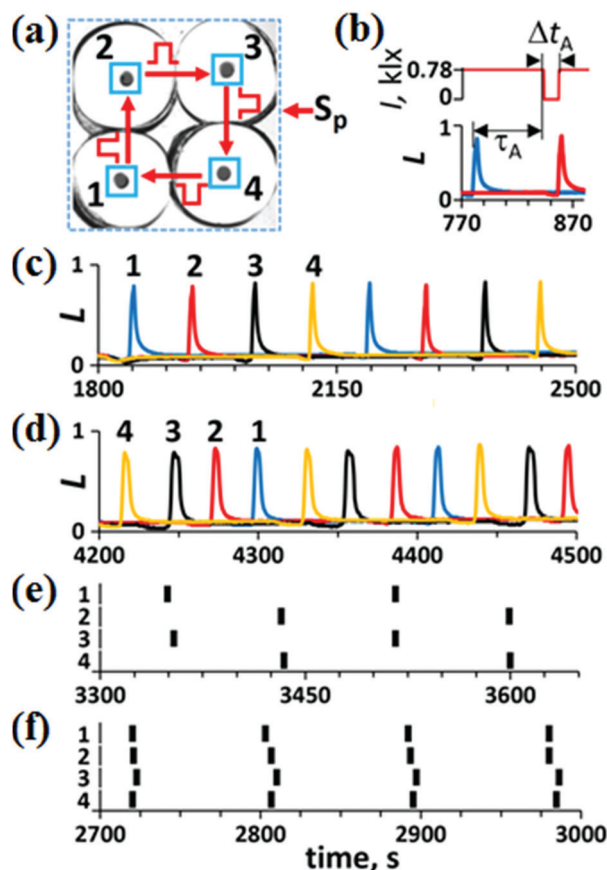 (a)
2
3
1
4
Sp
(b)
ΔtA
I, klx
0.78
0
τA
L
1
0
770
870
(c)
1 2 3 4
L
1
0
1800 2150 2500
(d)
4 3 2 1
L
1
0
4200 4300 4400 4500
(e)
1
2
3
4
3300 3450 3600
(f)
1
2
3
4
2700 2800 2900 3000
time, s